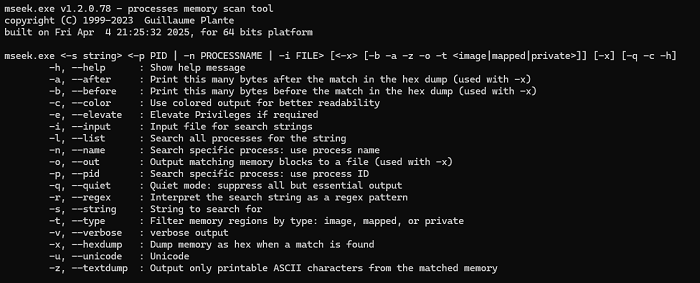 mseek.exe v1.2.0.78 - processes memory scan tool
copyright (C) 1999-2023  Guillaume Plante
built on Fri Apr  4 21:25:32 2025, for 64 bits platform

mseek.exe <-s string> <-p PID | -n PROCESSNAME | -i FILE> [<-x> [-b -a -z -o -t <image|mapped|private>]] [-x] [-q -c -h]
-h, --help      : Show help message
-a, --after     : Print this many bytes after the match in the hex dump (used with -x)
-b, --before    : Print this many bytes before the match in the hex dump (used with -x)
-c, --color     : Use colored output for better readability
-e, --elevate   : Elevate Privileges if required
-i, --input     : Input file for search strings
-l, --list      : Search all processes for the string
-n, --name      : Search specific process: use process name
-o, --out       : Output matching memory blocks to a file (used with -x)
-p, --pid       : Search specific process: use process ID
-q, --quiet     : Quiet mode: suppress all but essential output
-r, --regex     : Interpret the search string as a regex pattern
-s, --string    : String to search for
-t, --type      : Filter memory regions by type: image, mapped, or private
-v, --verbose   : verbose output
-x, --hexdump   : Dump memory as hex when a match is found
-u, --unicode   : Unicode
-z, --textdump  : Output only printable ASCII characters from the matched memory